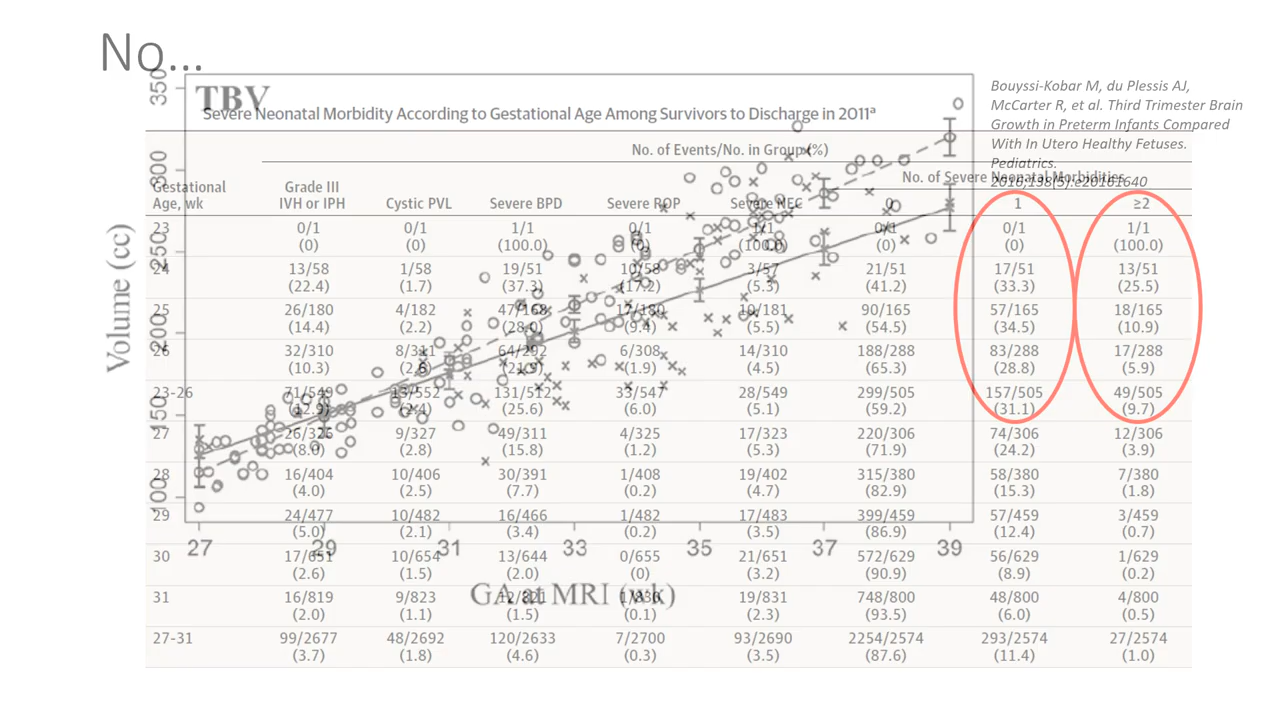 No...
TBV
Bouyssi-Kobar M, du Plessis AJ,
McCarter R, et al. Third Trimester Brain
Growth in Preterm Infants Compared
With In Utero Healthy Fetuses.
Pediatrics.
2016;138(5):e20161640
Severe Neonatal Morbidity According to Gestational Age Among Survivors to Discharge in 2011ª
No. of Events/No. in Group (%)
No. of Severe Neonatal Morbidities
Gestational Grade III
Age, wk IVH or IPH Cystic PVL Severe BPD Severe ROP Severe NEC 0 1 ≥2
23 0/1 0/1 1/1 0/1 1/1 0/1 0/1 1/1
(0) (0) (100.0) (0) (100.0) (0) (0) (100.0)
24 13/58 1/58 19/51 10/58 3/57 21/51 17/51 13/51
(22.4) (1.7) (37.3) (17.2) (5.3) (41.2) (33.3) (25.5)
25 26/180 4/182 47/168 17/180 10/181 90/165 57/165 18/165
(14.4) (2.2) (28.0) (9.4) (5.5) (54.5) (34.5) (10.9)
26 32/310 8/311 64/292 6/308 14/310 188/288 83/288 17/288
(10.3) (2.6) (21.9) (1.9) (4.5) (65.3) (28.8) (5.9)
23-26 71/549 13/552 131/512 33/547 28/549 299/505 157/505 49/505
(12.9) (2.4) (25.6) (6.0) (5.1) (59.2) (31.1) (9.7)
27 26/326 9/327 49/311 4/325 17/323 220/306 74/306 12/306
(8.0) (2.8) (15.8) (1.2) (5.3) (71.9) (24.2) (3.9)
28 16/404 10/406 30/391 1/408 19/402 315/380 58/380 7/380
(4.0) (2.5) (7.7) (0.2) (4.7) (82.9) (15.3) (1.8)
29 24/477 10/482 16/466 1/482 17/483 399/459 57/459 3/459
(5.0) (2.1) (3.4) (0.2) (3.5) (86.9) (12.4) (0.7)
30 17/651 10/654 13/644 0/655 21/651 572/629 56/629 1/629
(2.6) (1.5) (2.0) (0) (3.2) (90.9) (8.9) (0.2)
31 16/819 9/823 12/821 19/831 748/800 48/800 4/800
(2.0) (1.1) (1.5) (0.1) (2.3) (93.5) (6.0) (0.5)
27-31 99/2677 48/2692 120/2633 7/2700 93/2690 2254/2574 293/2574 27/2574
(3.7) (1.8) (4.6) (0.3) (3.5) (87.6) (11.4) (1.0)
Volume (cc)
350
300
250
200
150
100
27 29 31 33 35 37 39
GA at MRI (wk)